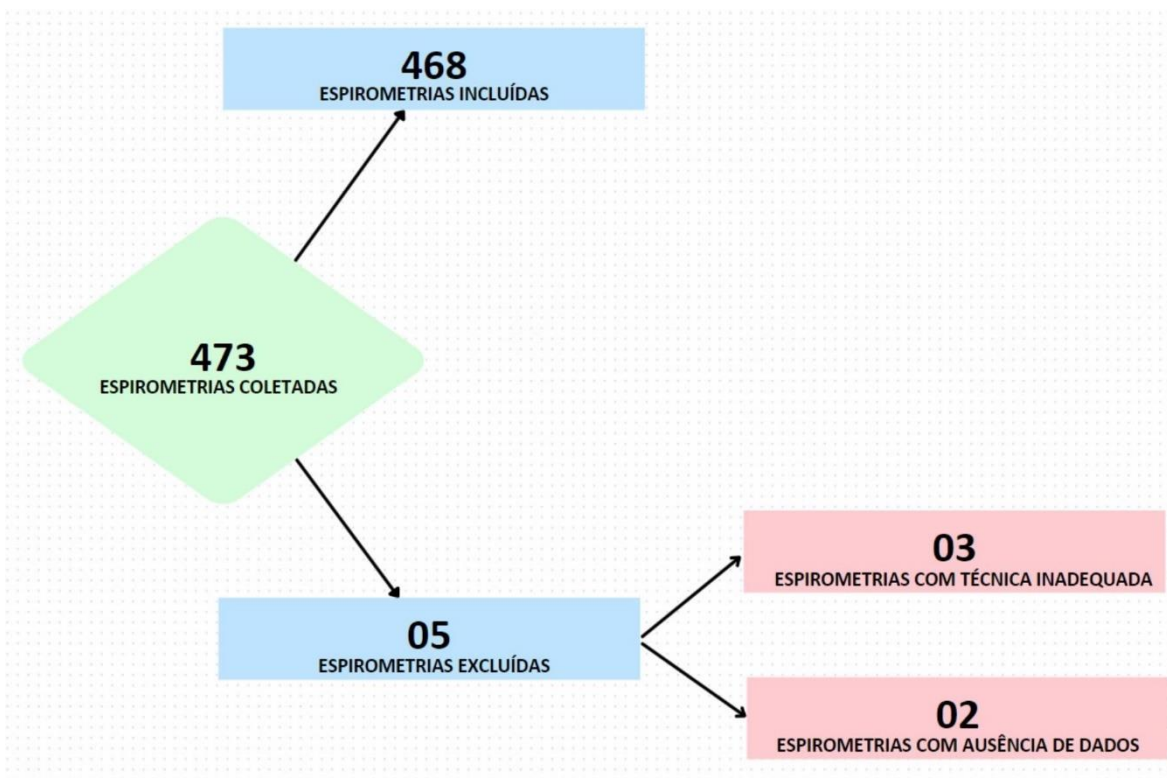 468
ESPIROMETRIAS INCLUÍDAS
473
ESPIROMETRIAS COLETADAS
03
ESPIROMETRIAS COM TÉCNICA INADEQUADA
05
ESPIROMETRIAS EXCLUÍDAS
02
ESPIROMETRIAS COM AUSÊNCIA DE DADOS